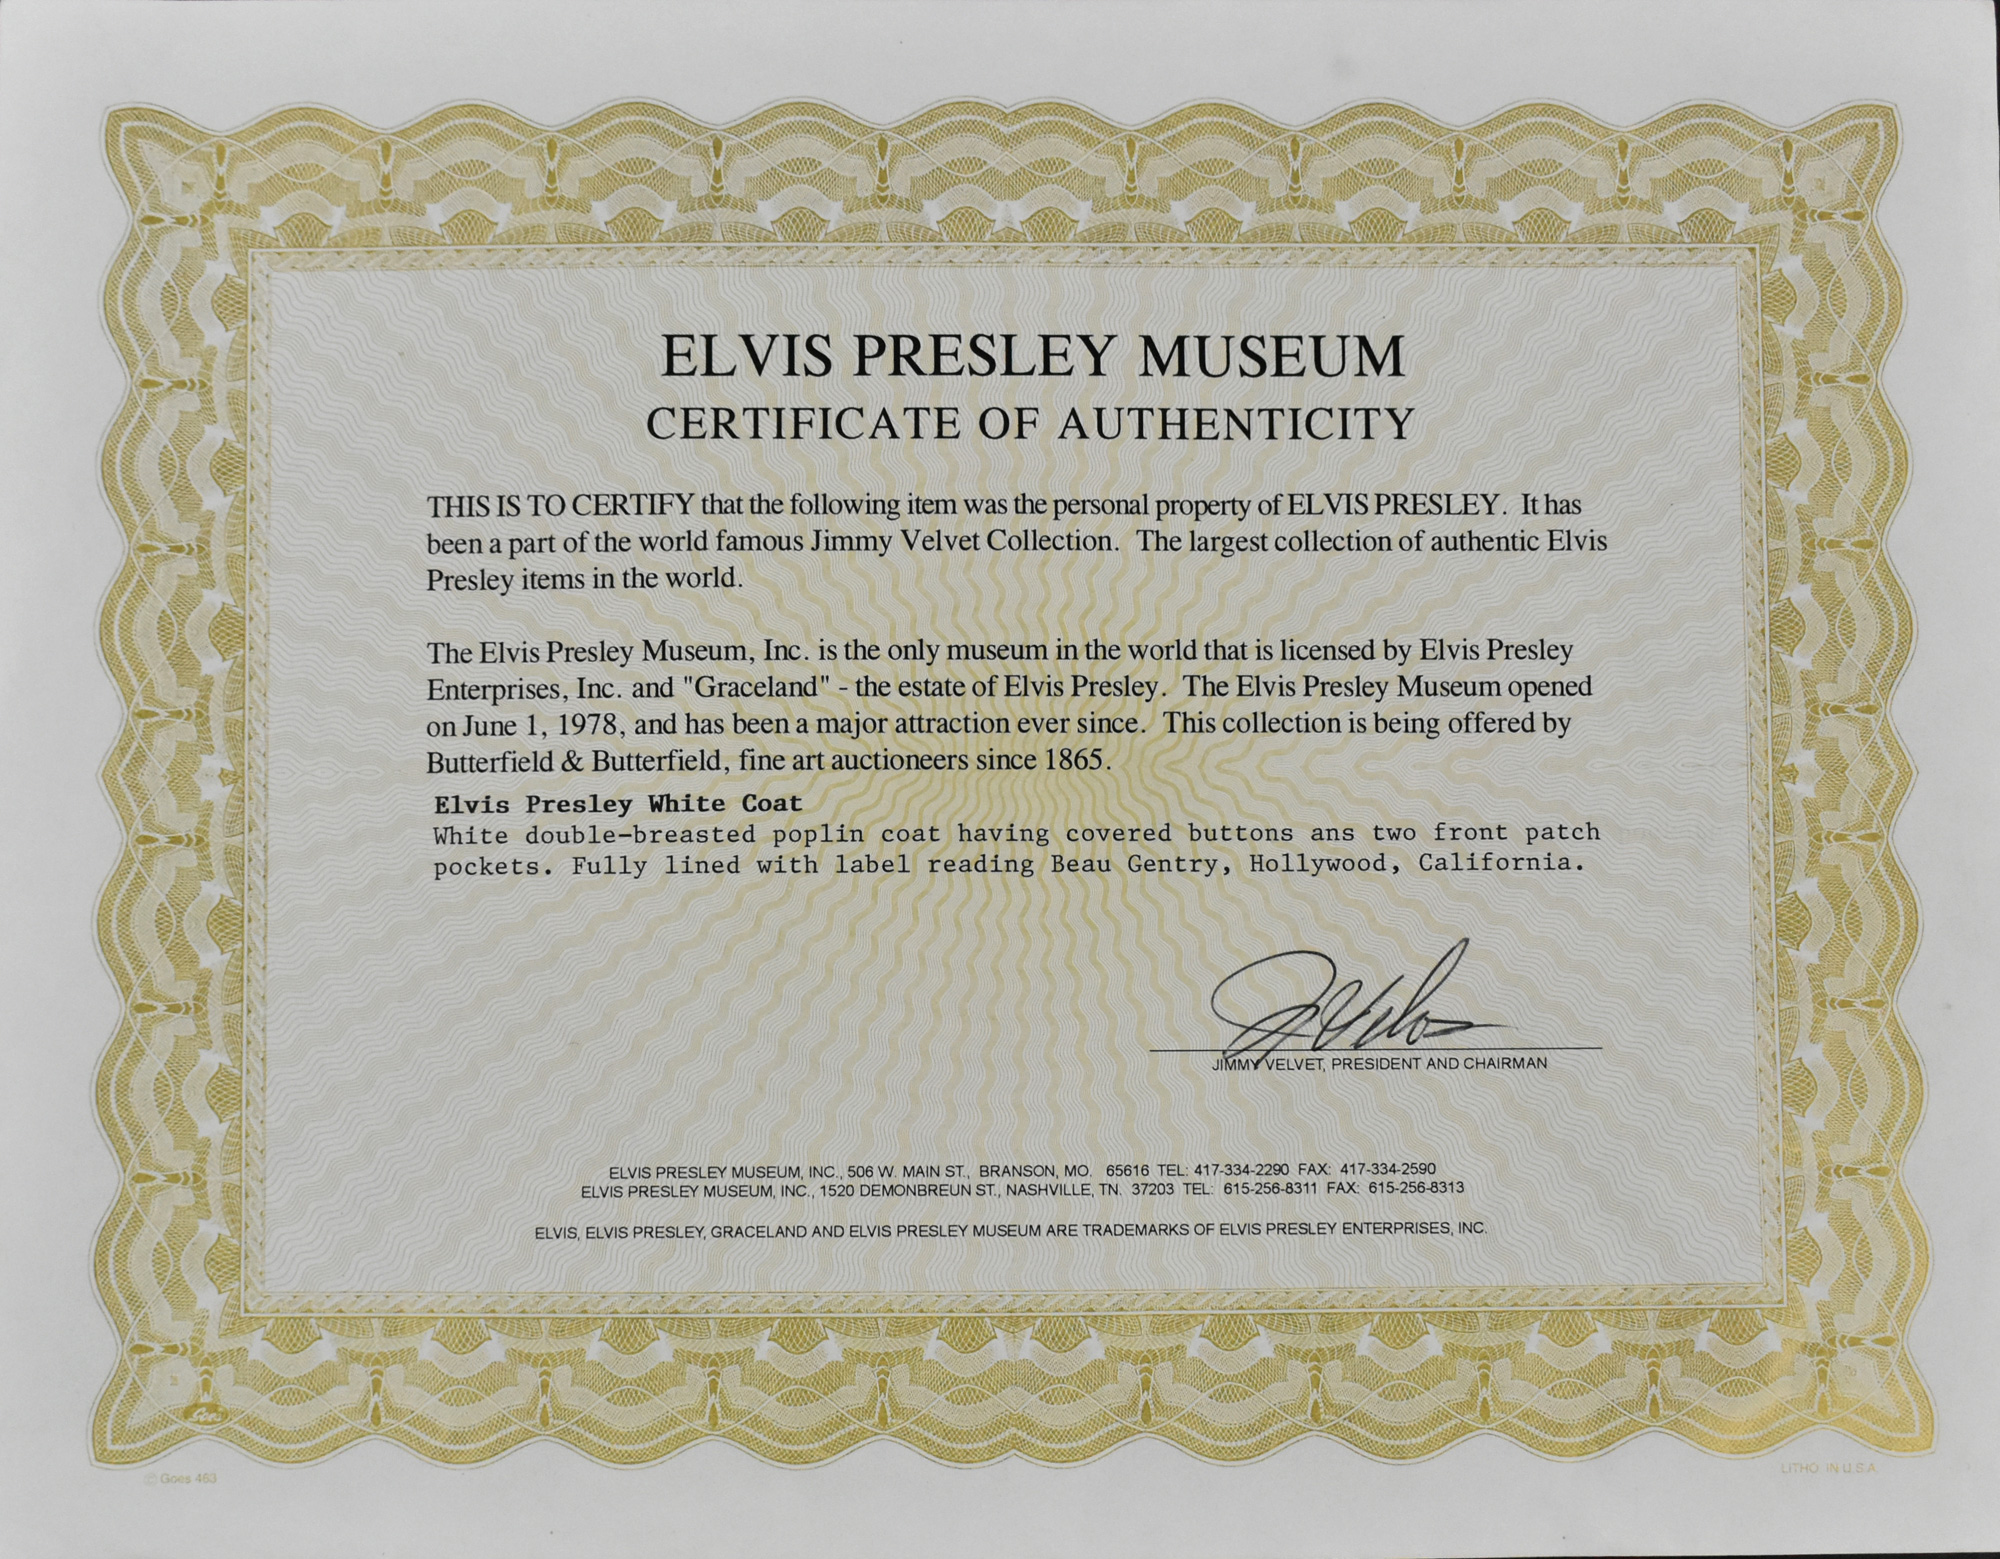 ELVIS PRESLEY MUSEUM
CERTIFICATE OF AUTHENTICITY
THIS IS TO CERTIFY that the following item was the personal property of ELVIS PRESLEY. It has
been a part of the world famous Jimmy Velvet Collection. The largest collection of authentic Elvis
Presley items in the world.
The Elvis Presley Museum, Inc. is the only museum in the world that is licensed by Elvis Presley
Enterprises, Inc. and "Graceland" - the estate of Elvis Presley. The Elvis Presley Museum opened
on June 1, 1978, and has been a major attraction ever since. This collection is being offered by
Butterfield & Butterfield, fine art auctioneers since 1865.
Elvis Presley White Coat
White double-breasted poplin coat having covered buttons ans two front patch
pockets. Fully lined with label reading Beau Gentry, Hollywood, California.
JIMMY VELVET, PRESIDENT AND CHAIRMAN
ELVIS PRESLEY MUSEUM, INC., 506 W. MAIN ST., BRANSON, MO. 65616 TEL: 417-334-2290 FAX: 417-334-2590
ELVIS PRESLEY MUSEUM, INC., 1520 DEMONBREUN ST., NASHVILLE, TN. 37203 TEL: 615-256-8311 FAX: 615-256-8313
ELVIS, ELVIS PRESLEY, GRACELAND AND ELVIS PRESLEY MUSEUM ARE TRADEMARKS OF ELVIS PRESLEY ENTERPRISES, INC.
Goes
© Goes 463
LITHO. IN U.S.A.